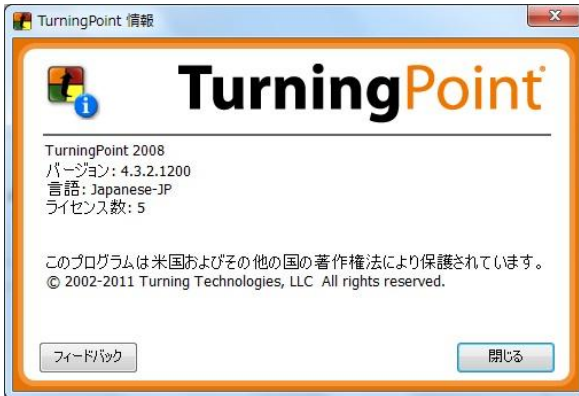 TurningPoint 情報
TurningPoint
TurningPoint 2008
バージョン: 4.3.2.1200
言語: Japanese-JP
ライセンス数: 5
このプログラムは米国およびその他の国の著作権法により保護されています。
© 2002-2011 Turning Technologies, LLC  All rights reserved.
フィードバック
閉じる